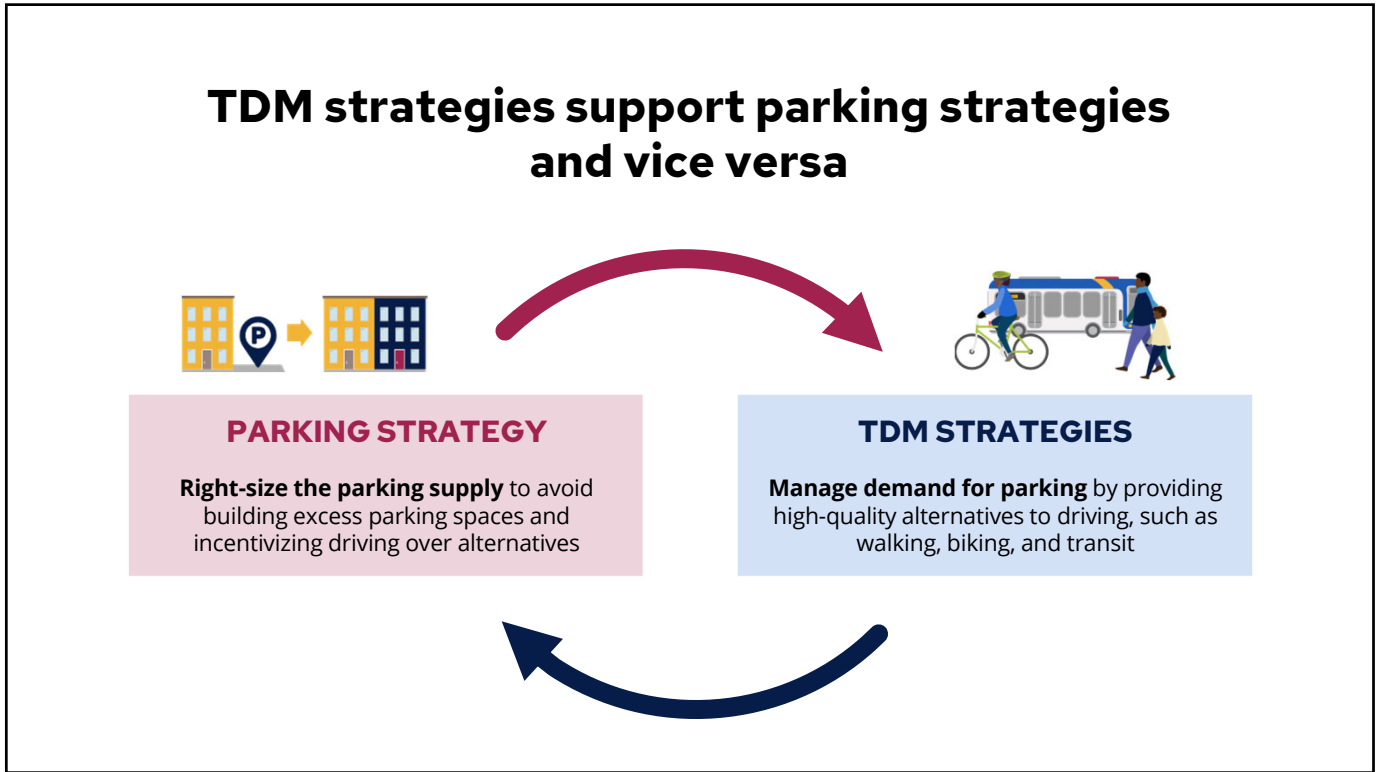 TDM strategies support parking strategies
and vice versa
P
PARKING STRATEGY
Right-size the parking supply to avoid
building excess parking spaces and
incentivizing driving over alternatives
TDM STRATEGIES
Manage demand for parking by providing
high-quality alternatives to driving, such as
walking, biking, and transit